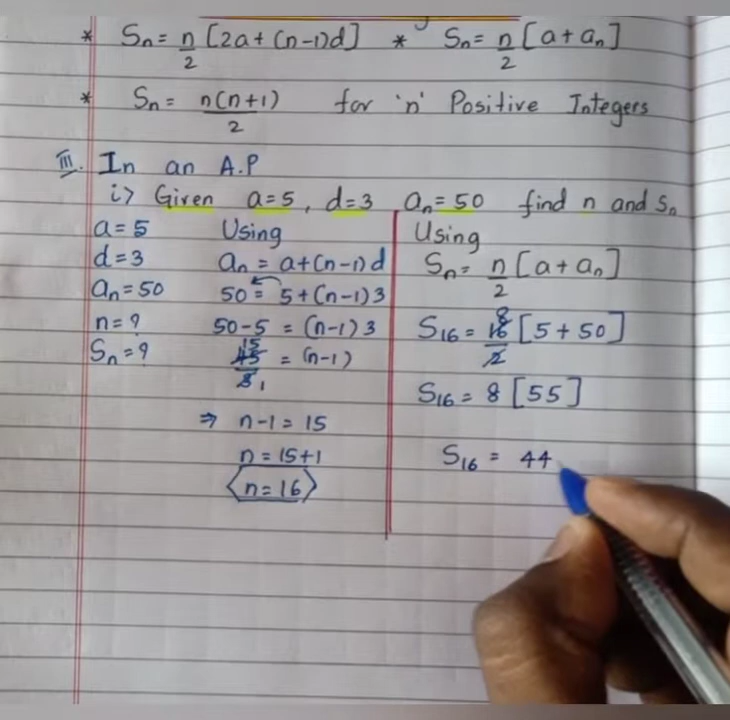 * Sn = n/2 [2a + (n-1)d] * Sn = n/2 [a + an]
* Sn = n(n+1)/2 for 'n' Positive Integers
III. In an A.P
i> Given a=5, d=3 an = 50 find n and Sn
a=5
d=3
an = 50
n = ?
Sn = ?
Using
an = a+(n-1)d
50 = 5+(n-1)3
50-5 = (n-1)3
45/3 = (n-1)
15
1
⇒ n-1 = 15
n = 15+1
n = 16
Using
Sn = n/2 [a + an]
8
S16 = 16/2 [5 + 50]
S16 = 8 [55]
S16 = 44